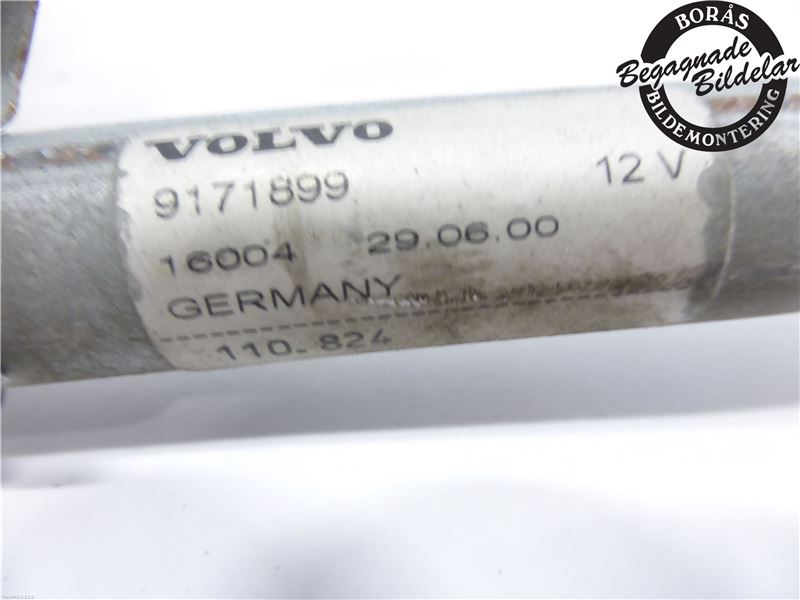 BORÅS
Begagnade
Bildelar
BILDEMONTERING
VOLVO
9171899
12 V
16004 29.06.00
GERMANY
110.824